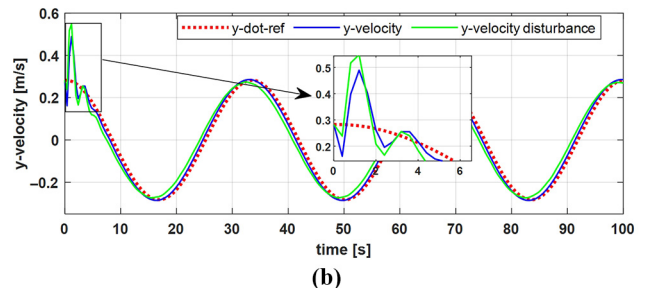 y-dot-ref y-velocity y-velocity disturbance
y-velocity [m/s]
0.6
0.4
0.2
0
−0.2
0.5
0.4
0.3
0.2
0 2 4 6
0 10 20 30 40 50 60 70 80 90 100
time [s]
(b)